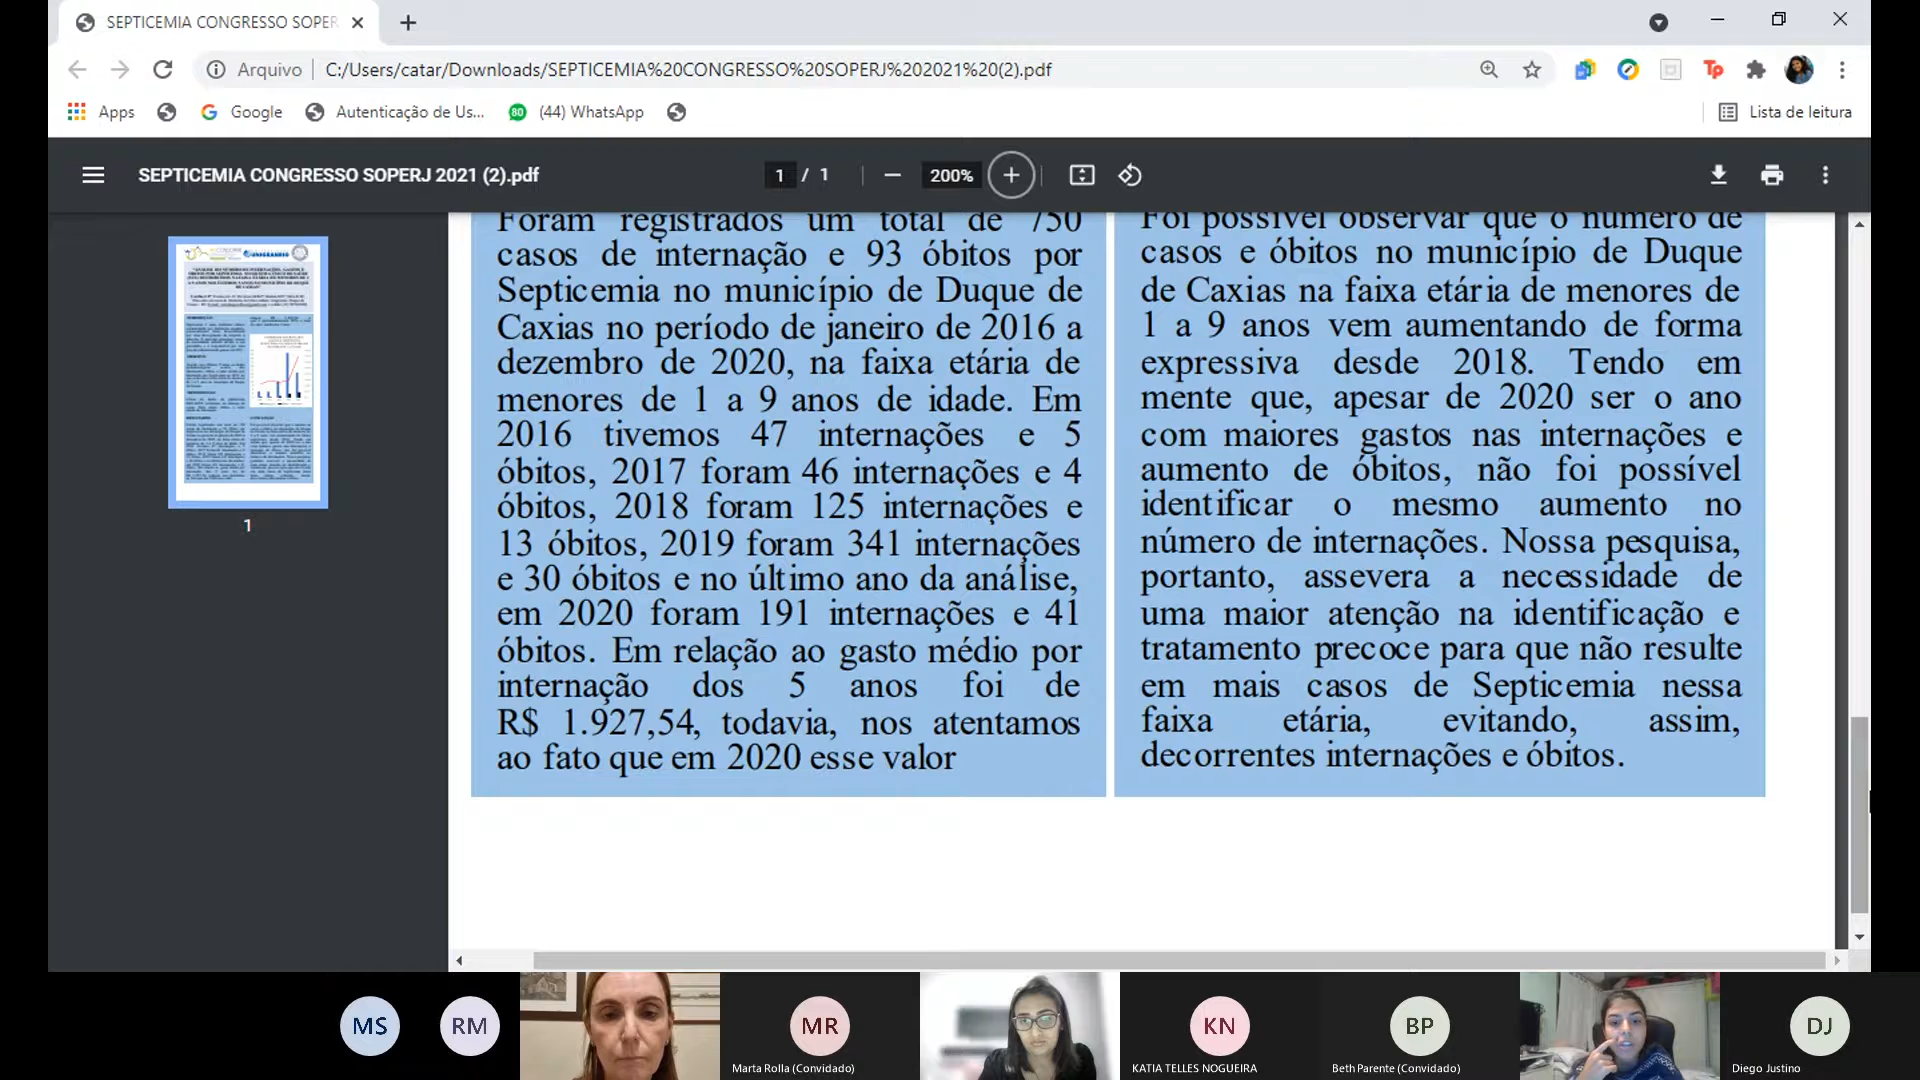 SEPTICEMIA CONGRESSO SOPER
Arquivo
C:/Users/catar/Downloads/SEPTICEMIA%20CONGRESSO%20SOPERJ%202021%20(2).pdf
Apps
Google
Autenticação de Us...
80
(44) WhatsApp
Lista de leitura
SEPTICEMIA CONGRESSO SOPERJ 2021 (2).pdf
1 / 1
200%
1
Foram registrados um total de 750
casos de internação e 93 óbitos por
Septicemia no município de Duque de
Caxias no período de janeiro de 2016 a
dezembro de 2020, na faixa etária de
menores de 1 a 9 anos de idade. Em
2016 tivemos 47 internações e 5
óbitos, 2017 foram 46 internações e 4
óbitos, 2018 foram 125 internações e
13 óbitos, 2019 foram 341 internações
e 30 óbitos e no último ano da análise,
em 2020 foram 191 internações e 41
óbitos. Em relação ao gasto médio por
internação dos 5 anos foi de
R$ 1.927,54, todavia, nos atentamos
ao fato que em 2020 esse valor
Foi possível observar que o número de
casos e óbitos no município de Duque
de Caxias na faixa etária de menores de
1 a 9 anos vem aumentando de forma
expressiva desde 2018. Tendo em
mente que, apesar de 2020 ser o ano
com maiores gastos nas internações e
aumento de óbitos, não foi possível
identificar o mesmo aumento no
número de internações. Nossa pesquisa,
portanto, assevera a necessidade de
uma maior atenção na identificação e
tratamento precoce para que não resulte
em mais casos de Septicemia nessa
faixa etária, evitando, assim,
decorrentes internações e óbitos.
MS
RM
MR
Marta Rolla (Convidado)
KN
KATIA TELLES NOGUEIRA
BP
Beth Parente (Convidado)
DJ
Diego Justino